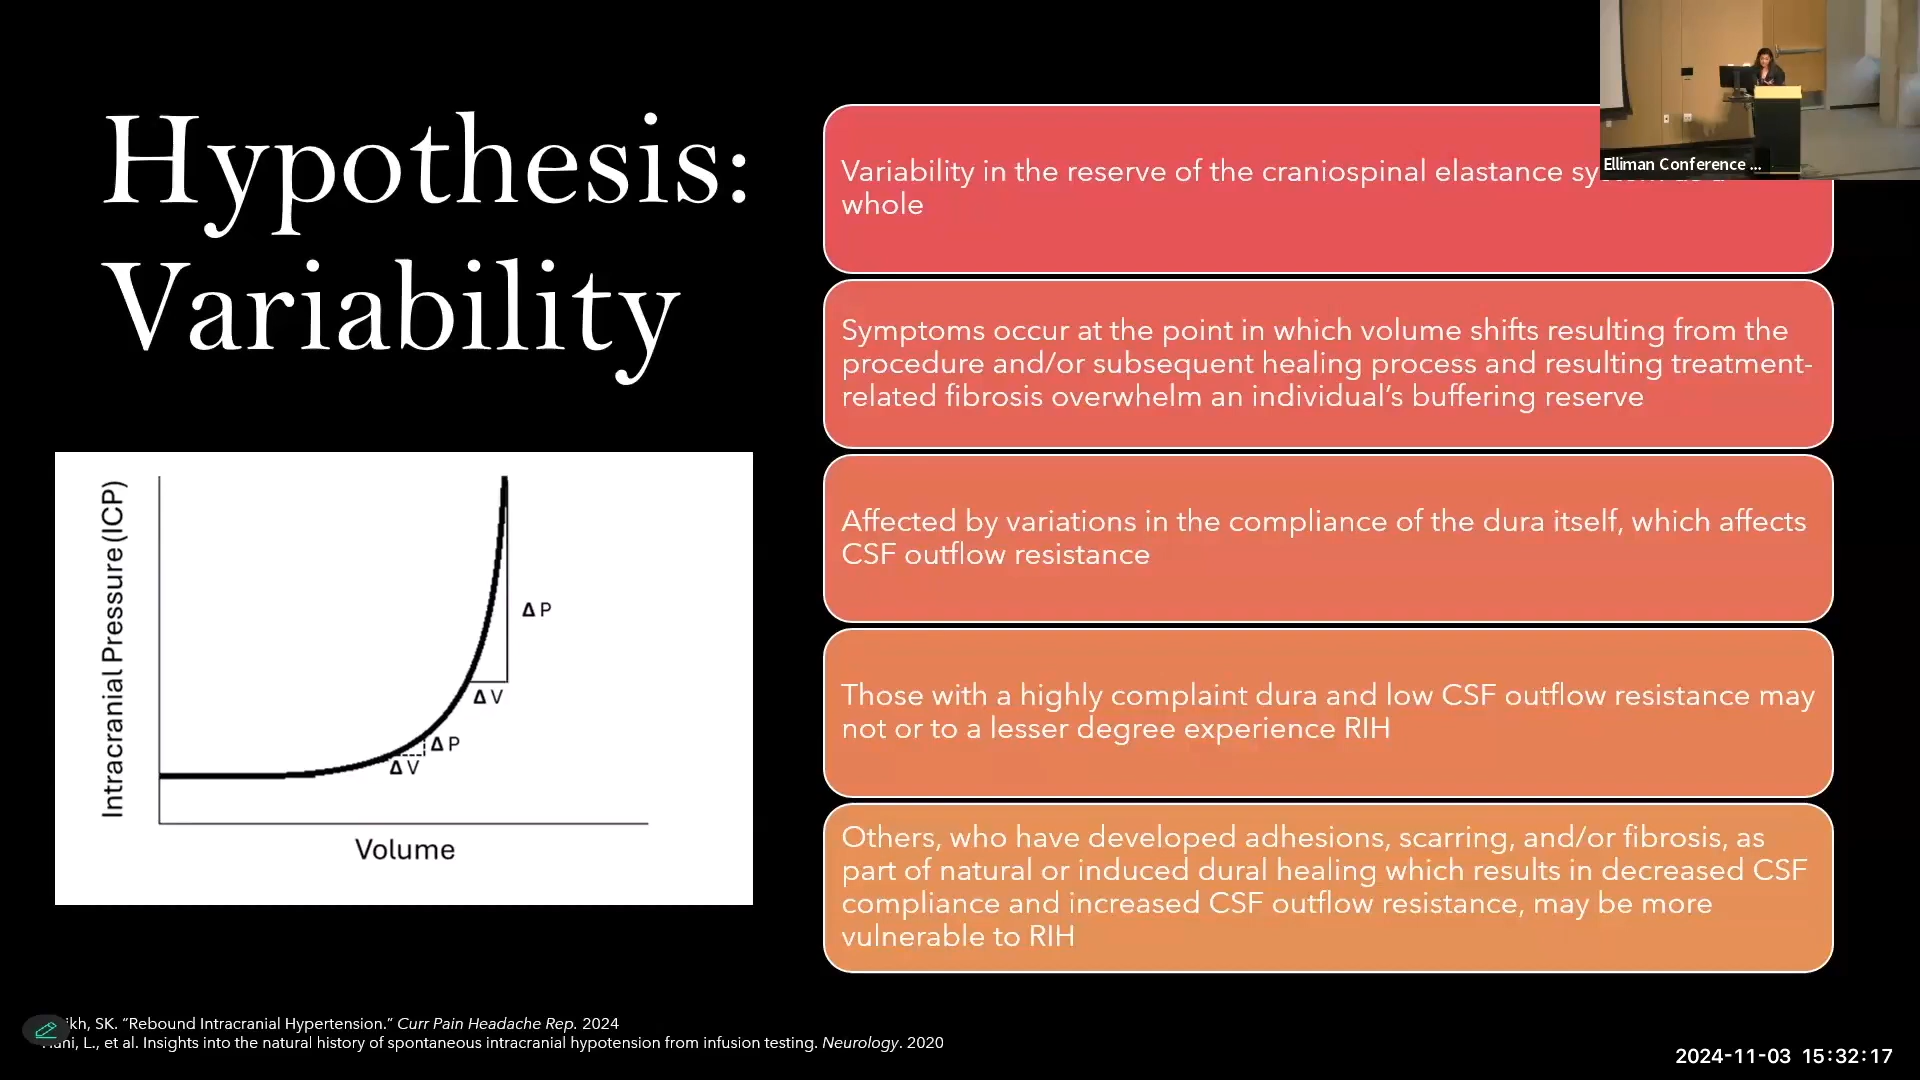 Hypothesis:
Variability
Intracranial Pressure (ICP)
Δ P
Δ V
Δ P
Δ V
Volume
Variability in the reserve of the craniospinal elastance
whole
Symptoms occur at the point in which volume shifts resulting from the
procedure and/or subsequent healing process and resulting treatment-
related fibrosis overwhelm an individual's buffering reserve
Affected by variations in the compliance of the dura itself, which affects
CSF outflow resistance
Those with a highly complaint dura and low CSF outflow resistance may
not or to a lesser degree experience RIH
Others, who have developed adhesions, scarring, and/or fibrosis, as
part of natural or induced dural healing which results in decreased CSF
compliance and increased CSF outflow resistance, may be more
vulnerable to RIH
Elliman Conference ...
SK. “Rebound Intracranial Hypertension.” Curr Pain Headache Rep. 2024
L., et al. Insights into the natural history of spontaneous intracranial hypotension from infusion testing. Neurology. 2020
2024-11-03 15:32:17